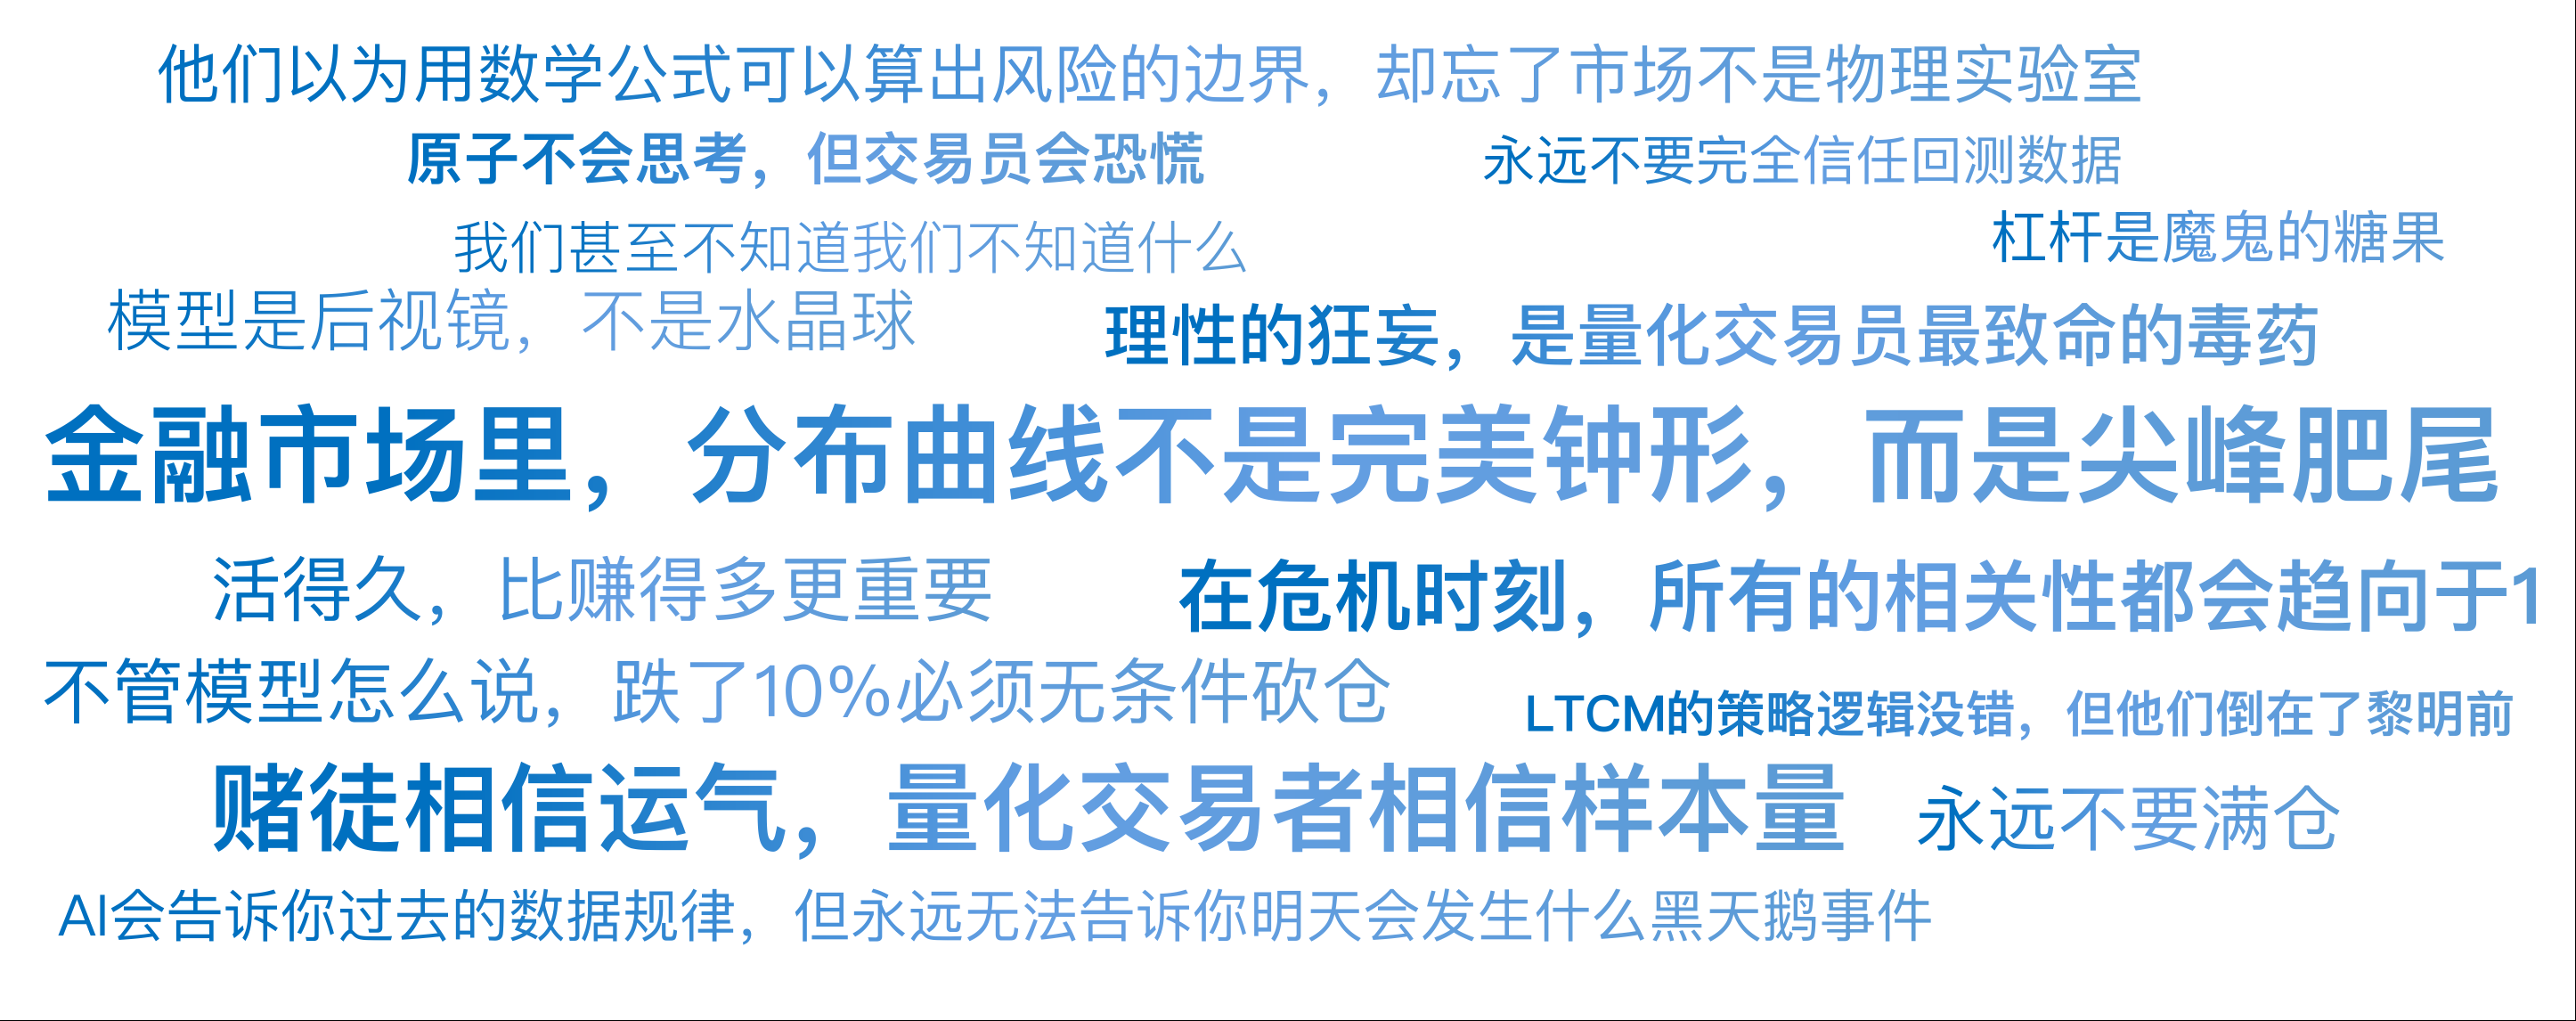 他们以为用数学公式可以算出风险的边界，却忘了市场不是物理实验室
原子不会思考，但交易员会恐慌
永远不要完全信任回测数据
我们甚至不知道我们不知道什么
杠杆是魔鬼的糖果
模型是后视镜，不是水晶球
理性的狂妄，是量化交易员最致命的毒药
金融市场里，分布曲线不是完美钟形，而是尖峰肥尾
活得久，比赚得多更重要
在危机时刻，所有的相关性都会趋向于1
不管模型怎么说，跌了10%必须无条件砍仓
LTCM的策略逻辑没错，但他们倒在了黎明前
赌徒相信运气，量化交易者相信样本量
永远不要满仓
AI会告诉你过去的数据规律，但永远无法告诉你明天会发生什么黑天鹅事件